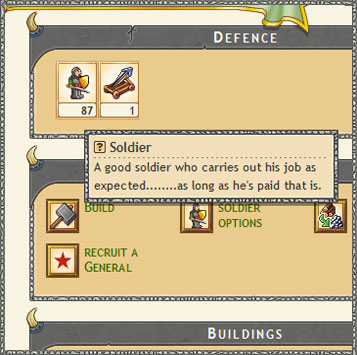 DEFENCE
87 1
? Soldier
A good soldier who carries out his job as
expected........as long as he's paid that is.
BUILD SOLDIER
OPTIONS
RECRUIT A
GENERAL
BUILDINGS